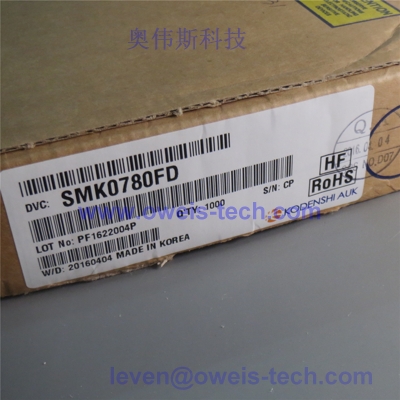 奥伟斯科技
DVC: SMK0780FD
www.oweis-tech.com
Q'TY 1000
S/N: CP
HF
RoHS
KODENSHI AUK
LOT No: PF1622004P
W/D: 20160404 MADE IN KOREA
leven@oweis-tech.com